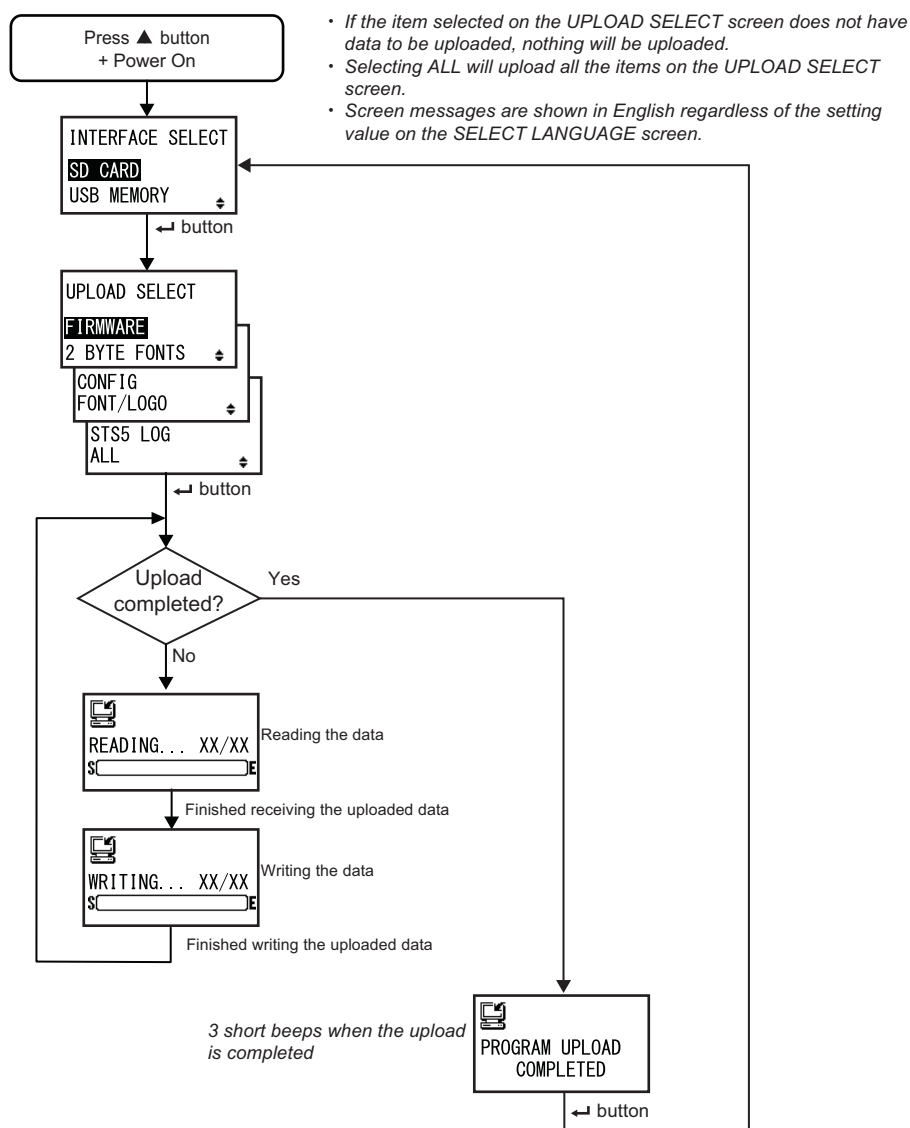 Press ▲ button
+ Power On
• If the item selected on the UPLOAD SELECT screen does not have
data to be uploaded, nothing will be uploaded.
• Selecting ALL will upload all the items on the UPLOAD SELECT
screen.
• Screen messages are shown in English regardless of the setting
value on the SELECT LANGUAGE screen.
INTERFACE SELECT
SD CARD
USB MEMORY
↵ button
UPLOAD SELECT
FIRMWARE
2 BYTE FONTS
CONFIG
FONT/LOGO
STS5 LOG
ALL
↵ button
Upload
completed?
Yes
No
READING... XX/XX
S E
Reading the data
Finished receiving the uploaded data
WRITING... XX/XX
S E
Writing the data
Finished writing the uploaded data
3 short beeps when the upload
is completed
PROGRAM UPLOAD
COMPLETED
↵ button